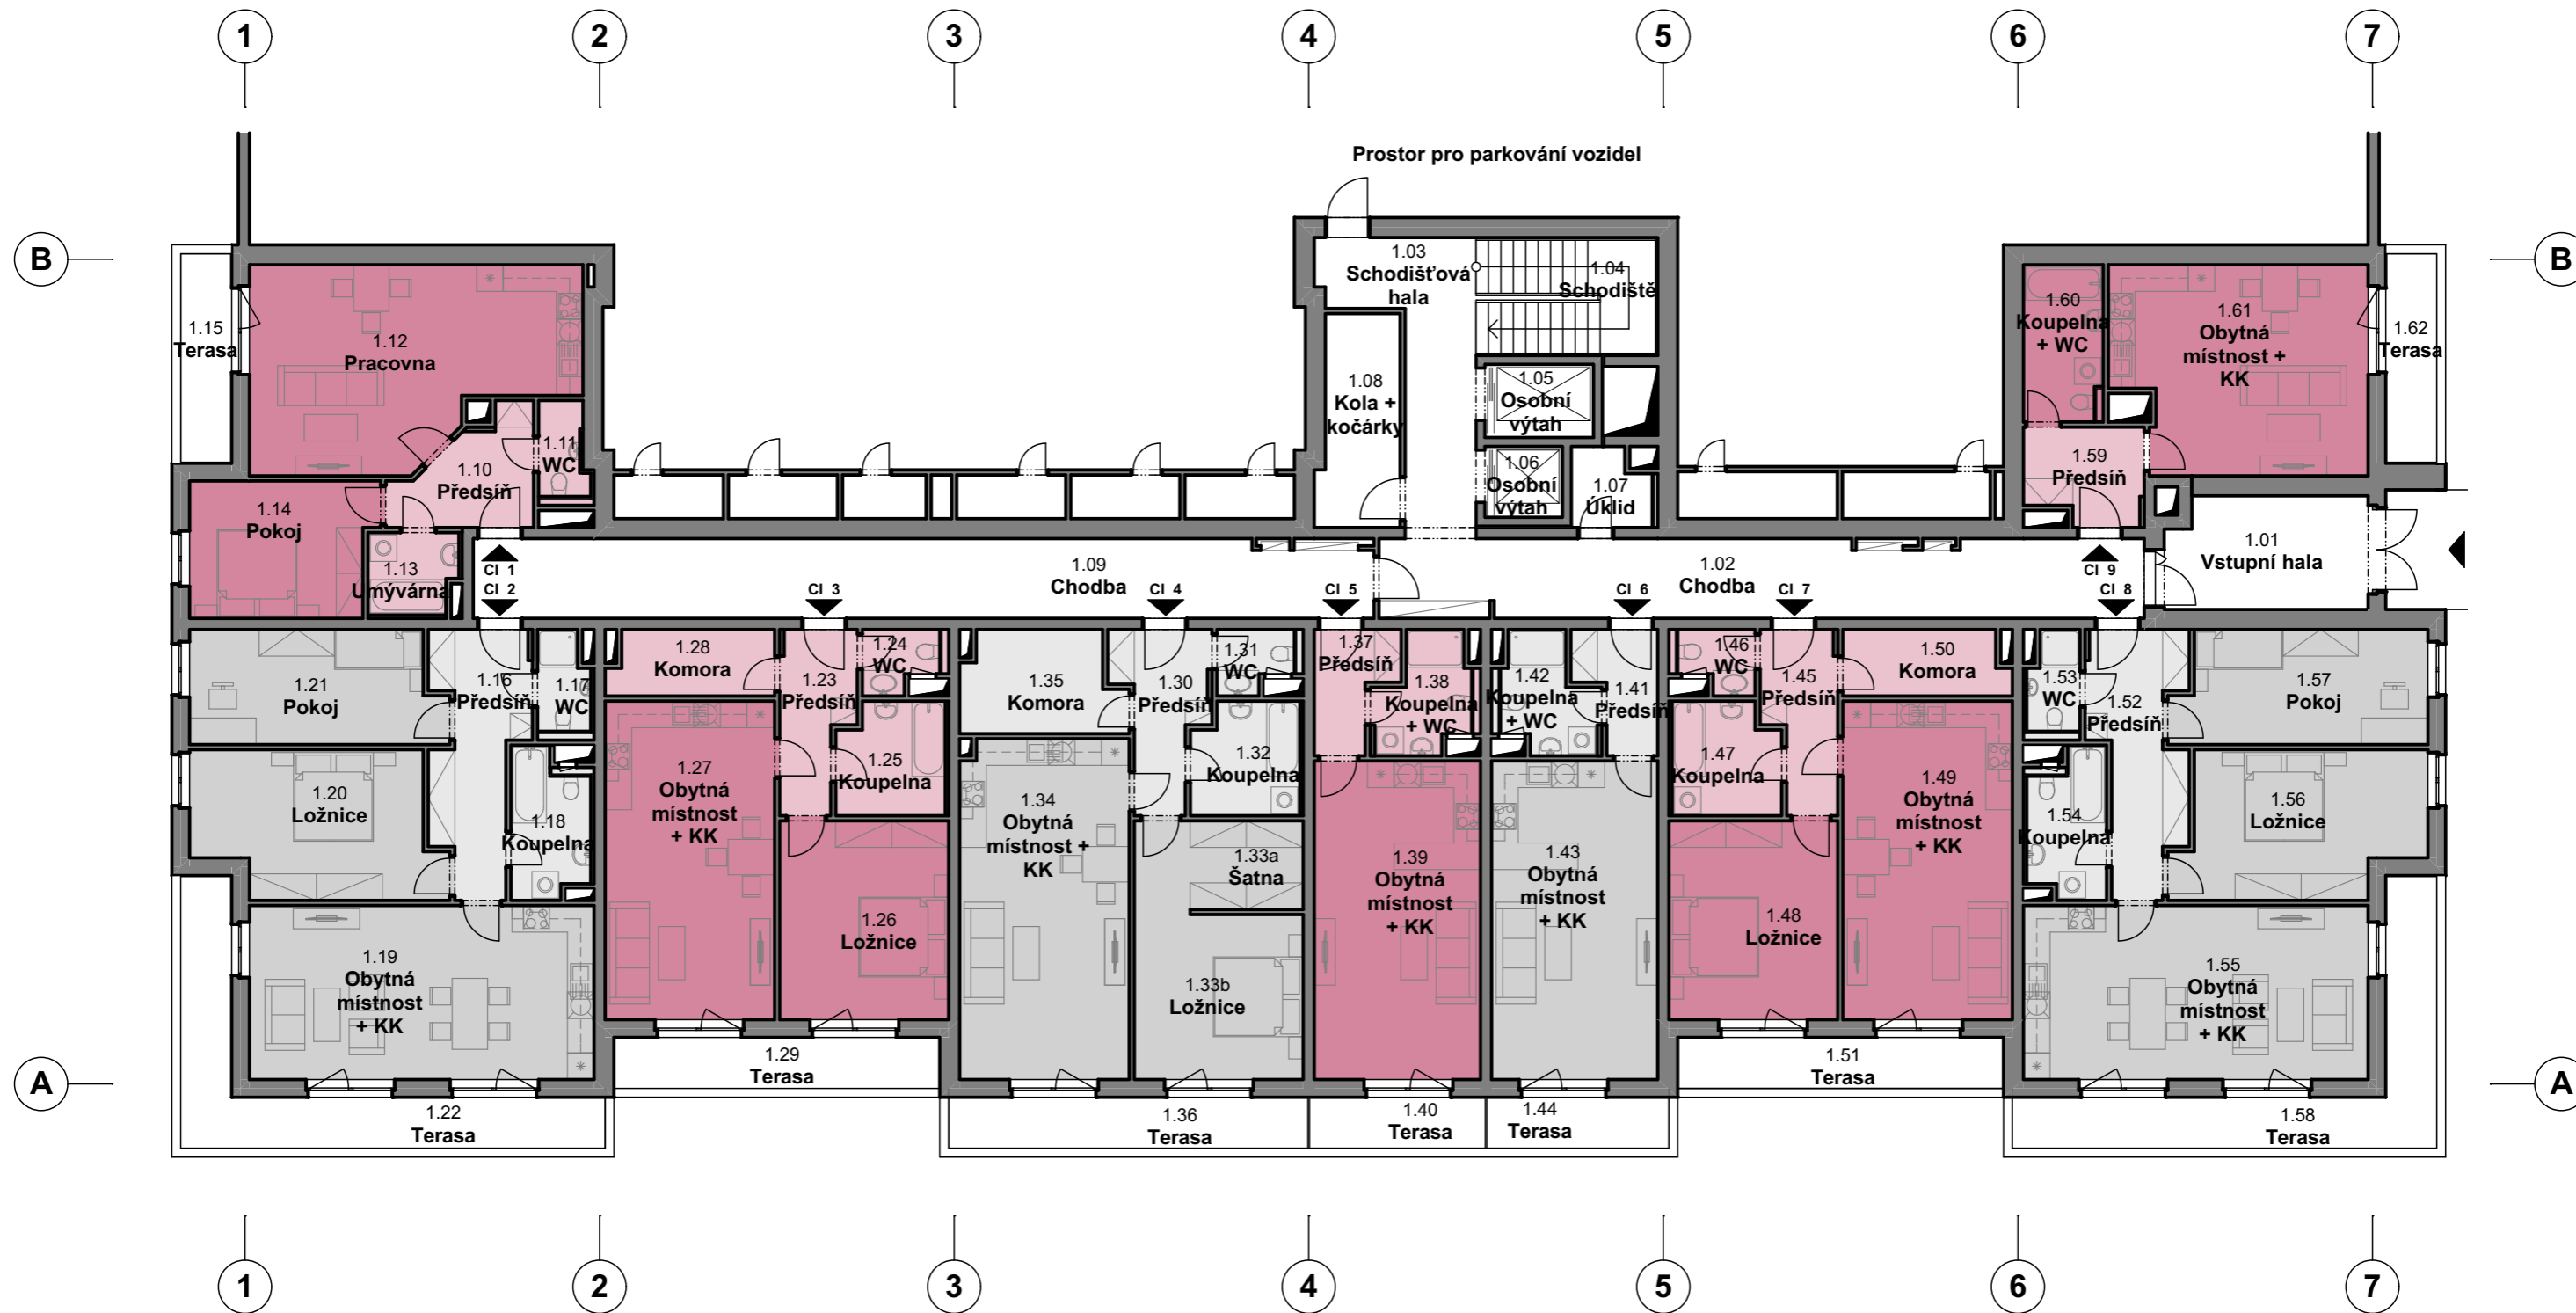 1
2
3
4
5
6
7
Prostor pro parkování vozidel
B
B
1.03
Schodišťová
hala
1.04
Schodiště
1.15
Terasa
1.12
Pracovna
1.60
Koupelna
+ WC
1.61
Obytná
místnost +
KK
1.62
Terasa
1.08
Kola +
kočárky
1.05
Osobní
výtah
1.06
Osobní
výtah
1.07
Úklid
1.11
WC
1.10
Předsíň
1.59
Předsíň
1.14
Pokoj
1.13
Umývárna
CI 1
CI 2
CI 3
1.09
Chodba
CI 4
CI 5
CI 6
1.02
Chodba
CI 7
CI 9
CI 8
1.01
Vstupní hala
1.21
Pokoj
1.16
Předsíň
1.17
WC
1.28
Komora
1.23
Předsíň
1.24
WC
1.35
Komora
1.30
Předsíň
1.31
WC
1.37
Předsíň
1.38
Koupelna
+ WC
1.42
Koupelna
+ WC
1.41
Předsíň
1.46
WC
1.45
Předsíň
1.50
Komora
1.53
WC
1.52
Předsíň
1.57
Pokoj
1.20
Ložnice
1.18
Koupelna
1.27
Obytná
místnost
+ KK
1.25
Koupelna
1.34
Obytná
místnost +
KK
1.32
Koupelna
1.33a
Šatna
1.39
Obytná
místnost
+ KK
1.43
Obytná
místnost
+ KK
1.47
Koupelna
1.49
Obytná
místnost
+ KK
1.54
Koupelna
1.56
Ložnice
1.19
Obytná
místnost
+ KK
1.26
Ložnice
1.33b
Ložnice
1.48
Ložnice
1.55
Obytná
místnost
+ KK
A
A
1.29
Terasa
1.51
Terasa
1.22
Terasa
1.36
Terasa
1.40
Terasa
1.44
Terasa
1.58
Terasa
1
2
3
4
5
6
7